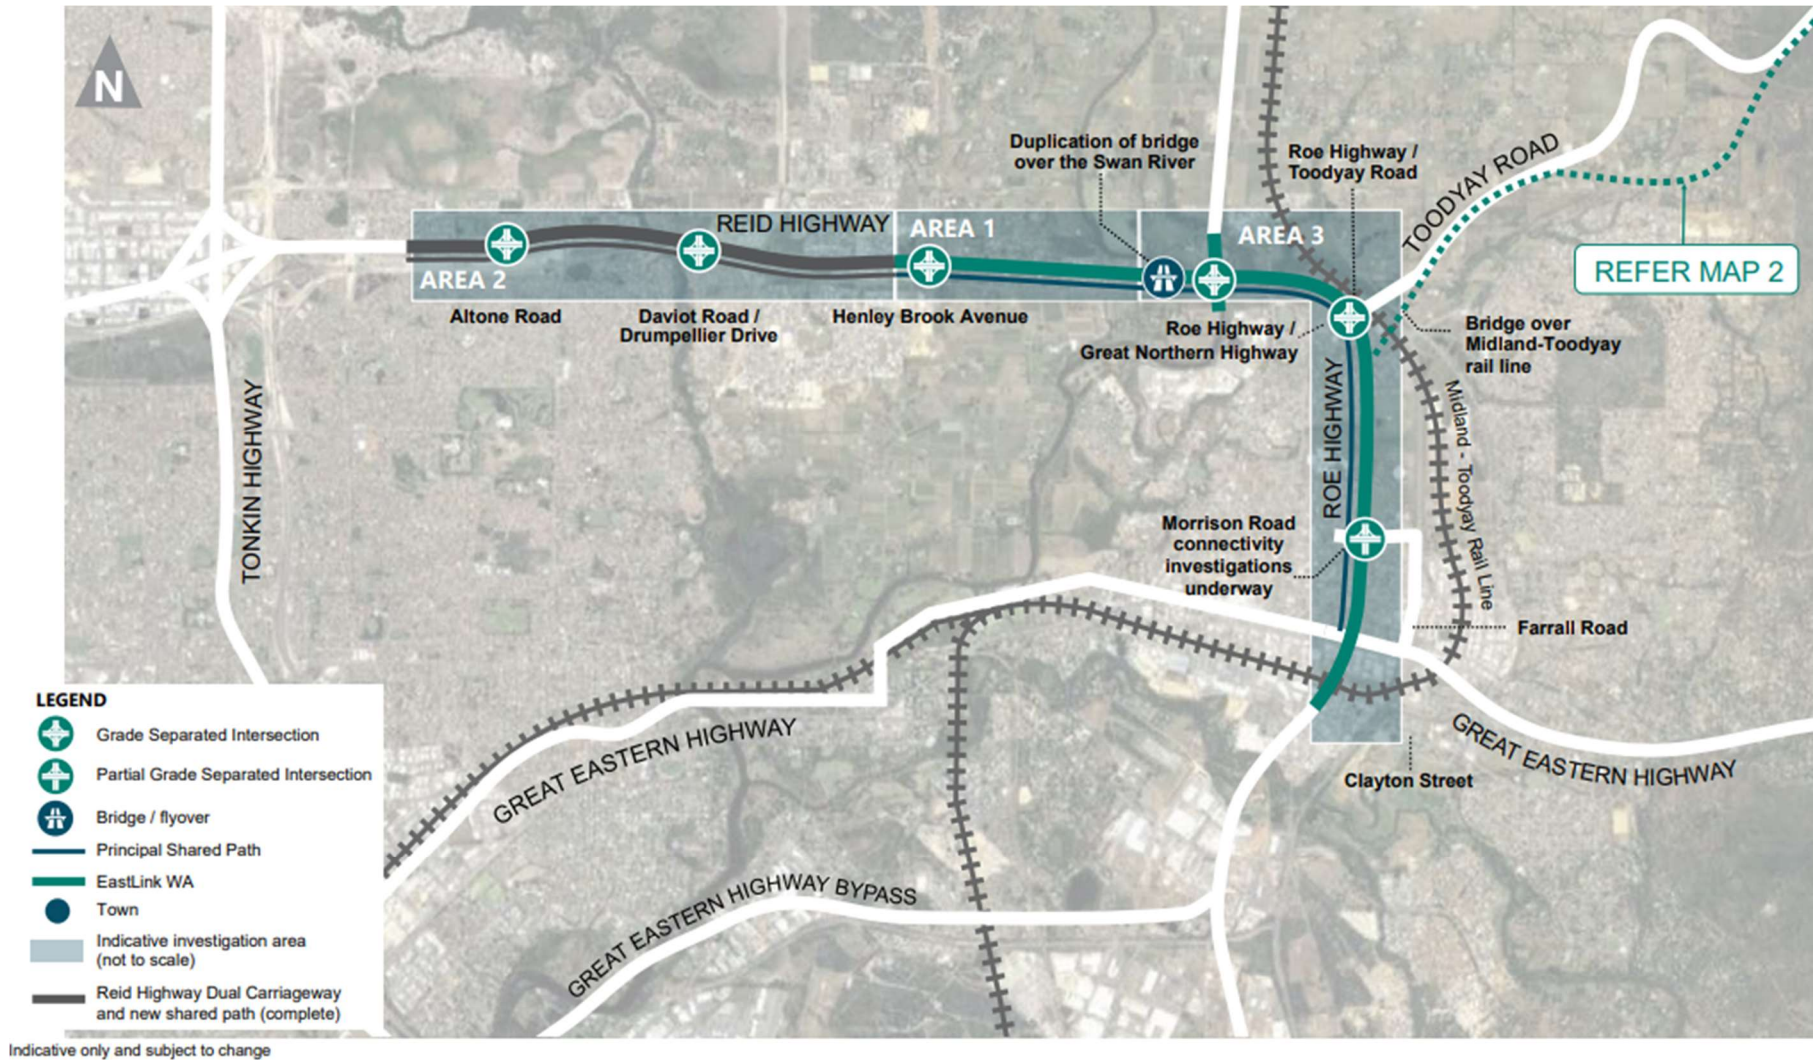 N
Duplication of bridge
over the Swan River
Roe Highway /
Toodyay Road
TOODYAY ROAD
REID HIGHWAY
AREA 1
AREA 3
AREA 2
REFER MAP 2
Altone Road
Daviot Road /
Drumpellier Drive
Henley Brook Avenue
Roe Highway /
Great Northern Highway
Bridge over
Midland-Toodyay
rail line
TONKIN HIGHWAY
ROE HIGHWAY
Midland - Toodyay Rail Line
Morrison Road
connectivity
investigations
underway
Farrall Road
GREAT EASTERN HIGHWAY
GREAT EASTERN HIGHWAY
Clayton Street
GREAT EASTERN HIGHWAY BYPASS
LEGEND
Grade Separated Intersection
Partial Grade Separated Intersection
Bridge / flyover
Principal Shared Path
EastLink WA
Town
Indicative investigation area
(not to scale)
Reid Highway Dual Carriageway
and new shared path (complete)
Indicative only and subject to change